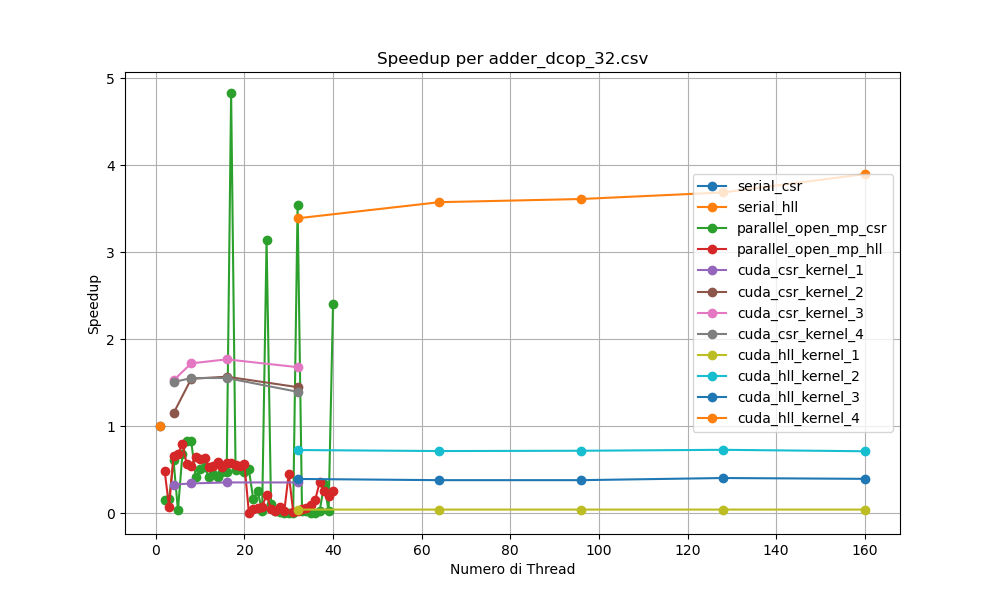 Speedup per adder_dcop_32.csv
Speedup
5
4
3
2
1
0
serial_csr
serial_hll
parallel_open_mp_csr
parallel_open_mp_hll
cuda_csr_kernel_1
cuda_csr_kernel_2
cuda_csr_kernel_3
cuda_csr_kernel_4
cuda_hll_kernel_1
cuda_hll_kernel_2
cuda_hll_kernel_3
cuda_hll_kernel_4
0 20 40 60 80 100 120 140 160
Numero di Thread